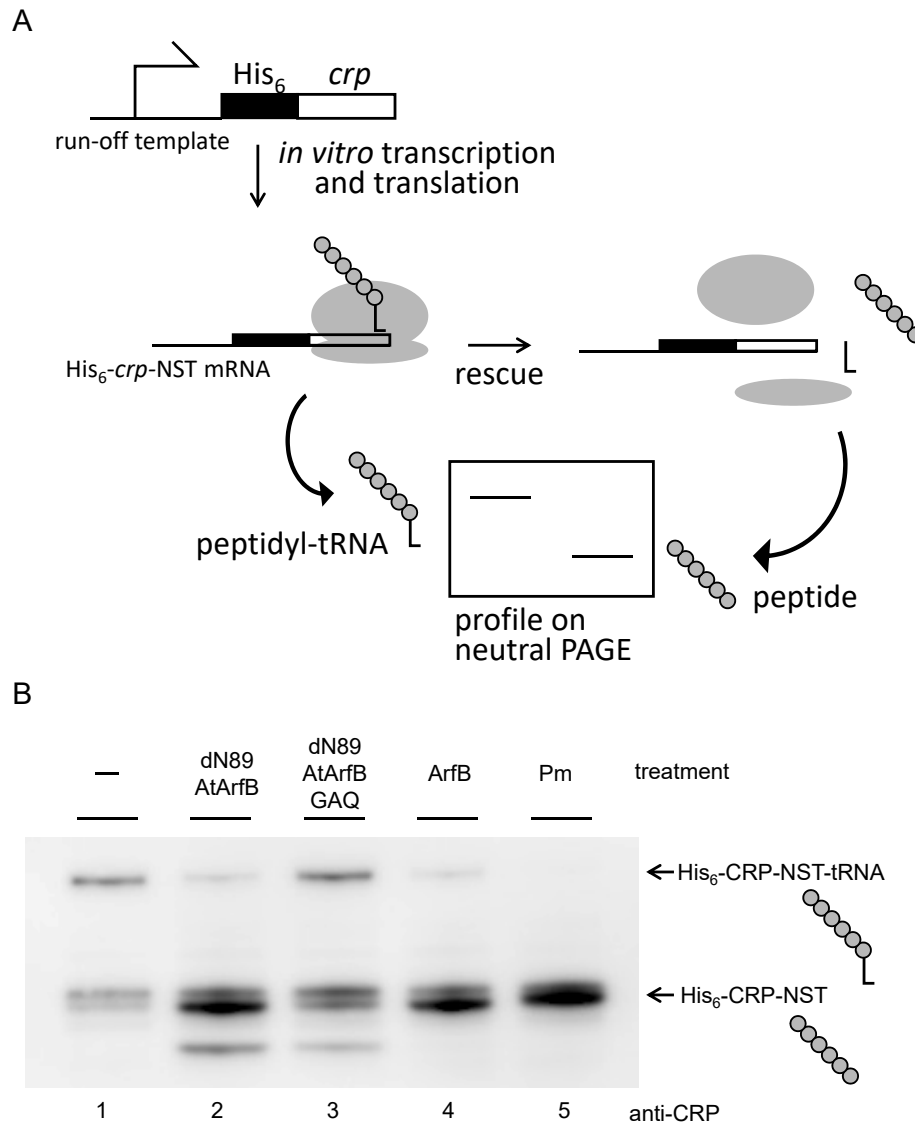 A
His6 crp
run-off template
in vitro transcription
and translation
His6-crp-NST mRNA
rescue
peptidyl-tRNA
peptide
profile on
neutral PAGE
B
—
dN89
AtArfB
dN89
AtArfB
GAQ
ArfB
Pm
treatment
His6-CRP-NST-tRNA
His6-CRP-NST
1 2 3 4 5 anti-CRP